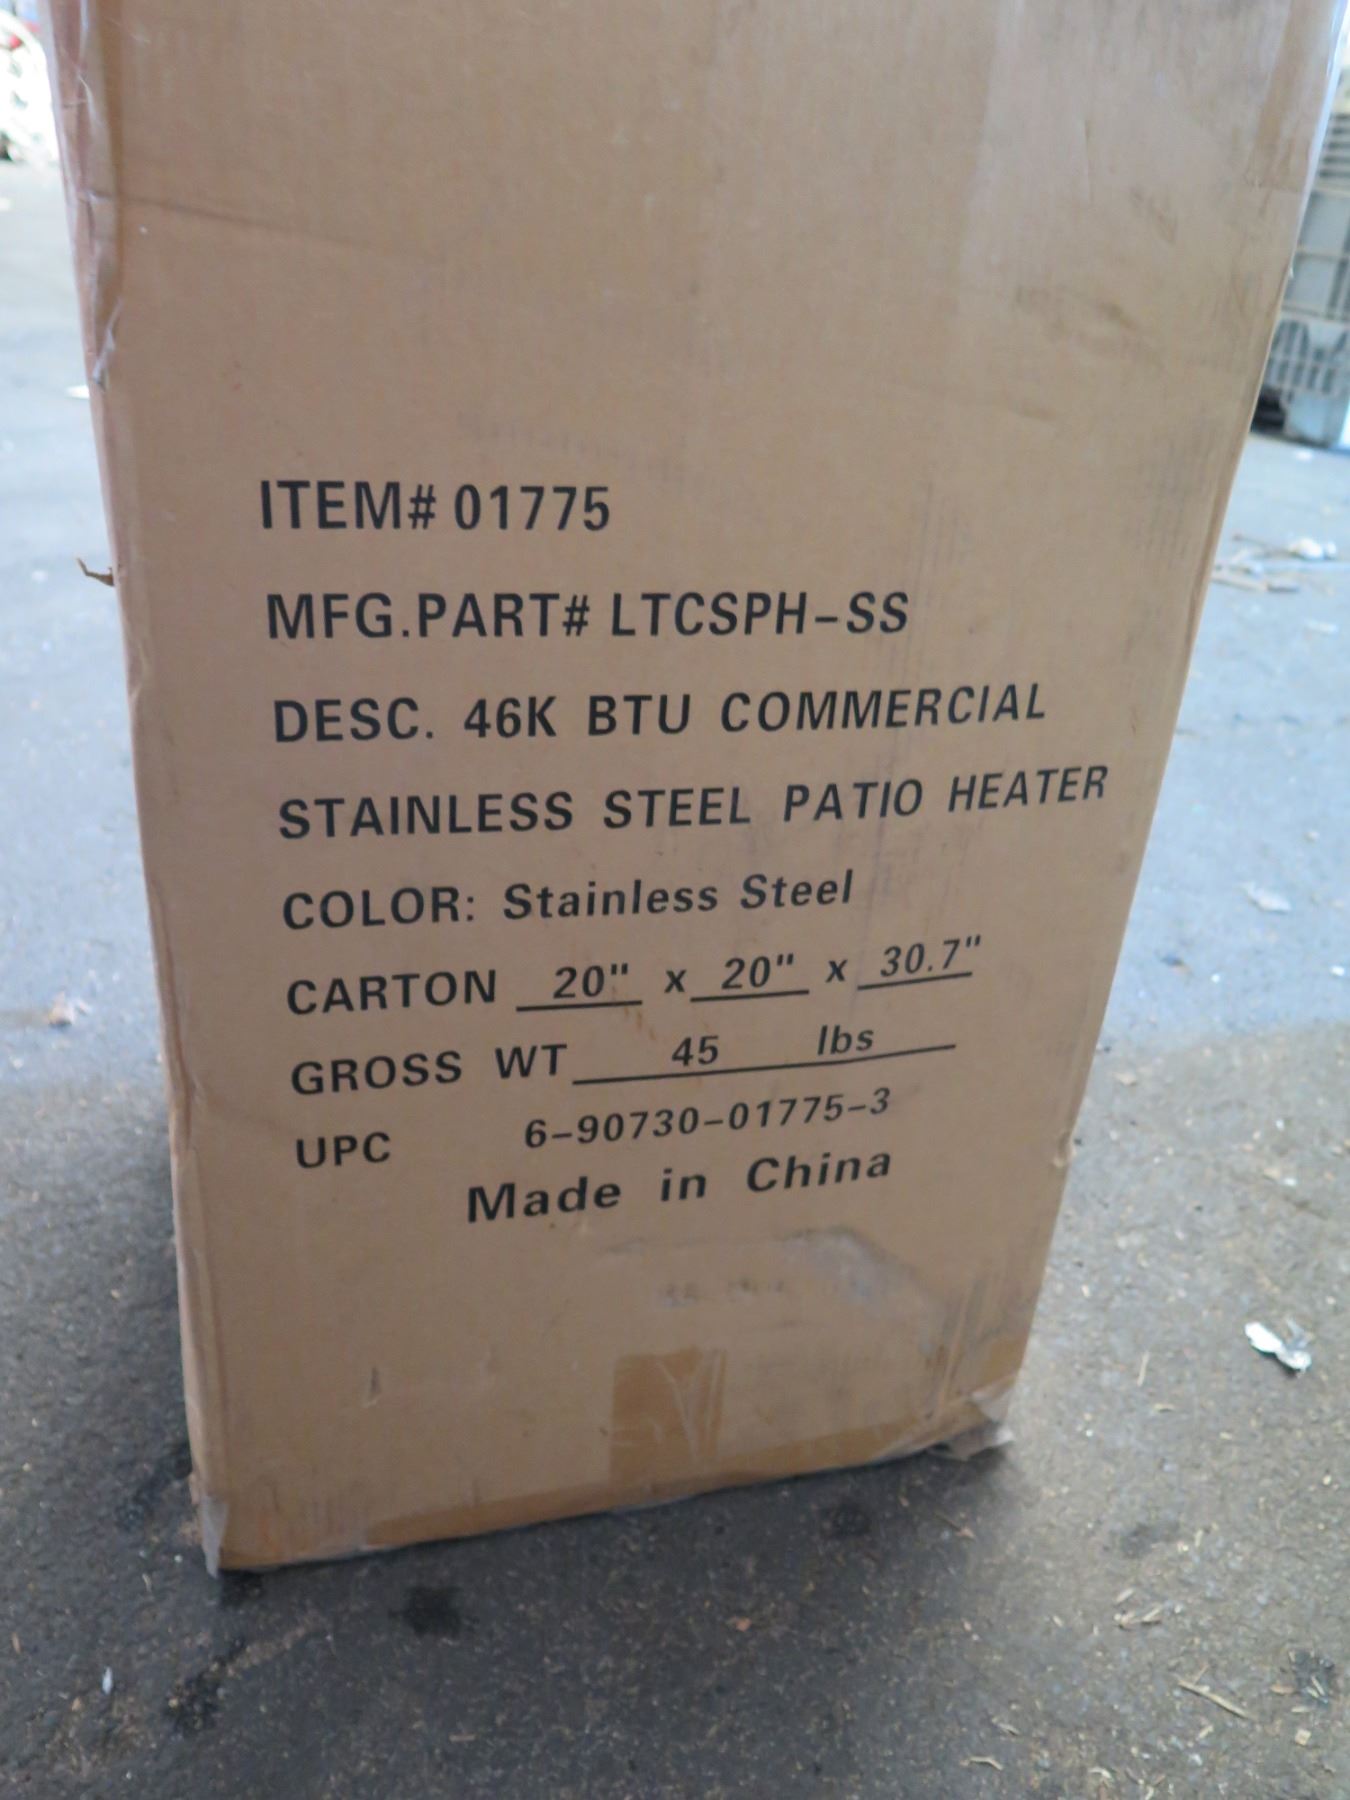 ITEM# 01775
MFG.PART# LTCSPH-SS
DESC. 46K BTU COMMERCIAL
STAINLESS STEEL PATIO HEATER
COLOR: Stainless Steel
CARTON 20" x 20" x 30.7"
GROSS WT 45 lbs
UPC 6-90730-01775-3
Made in China